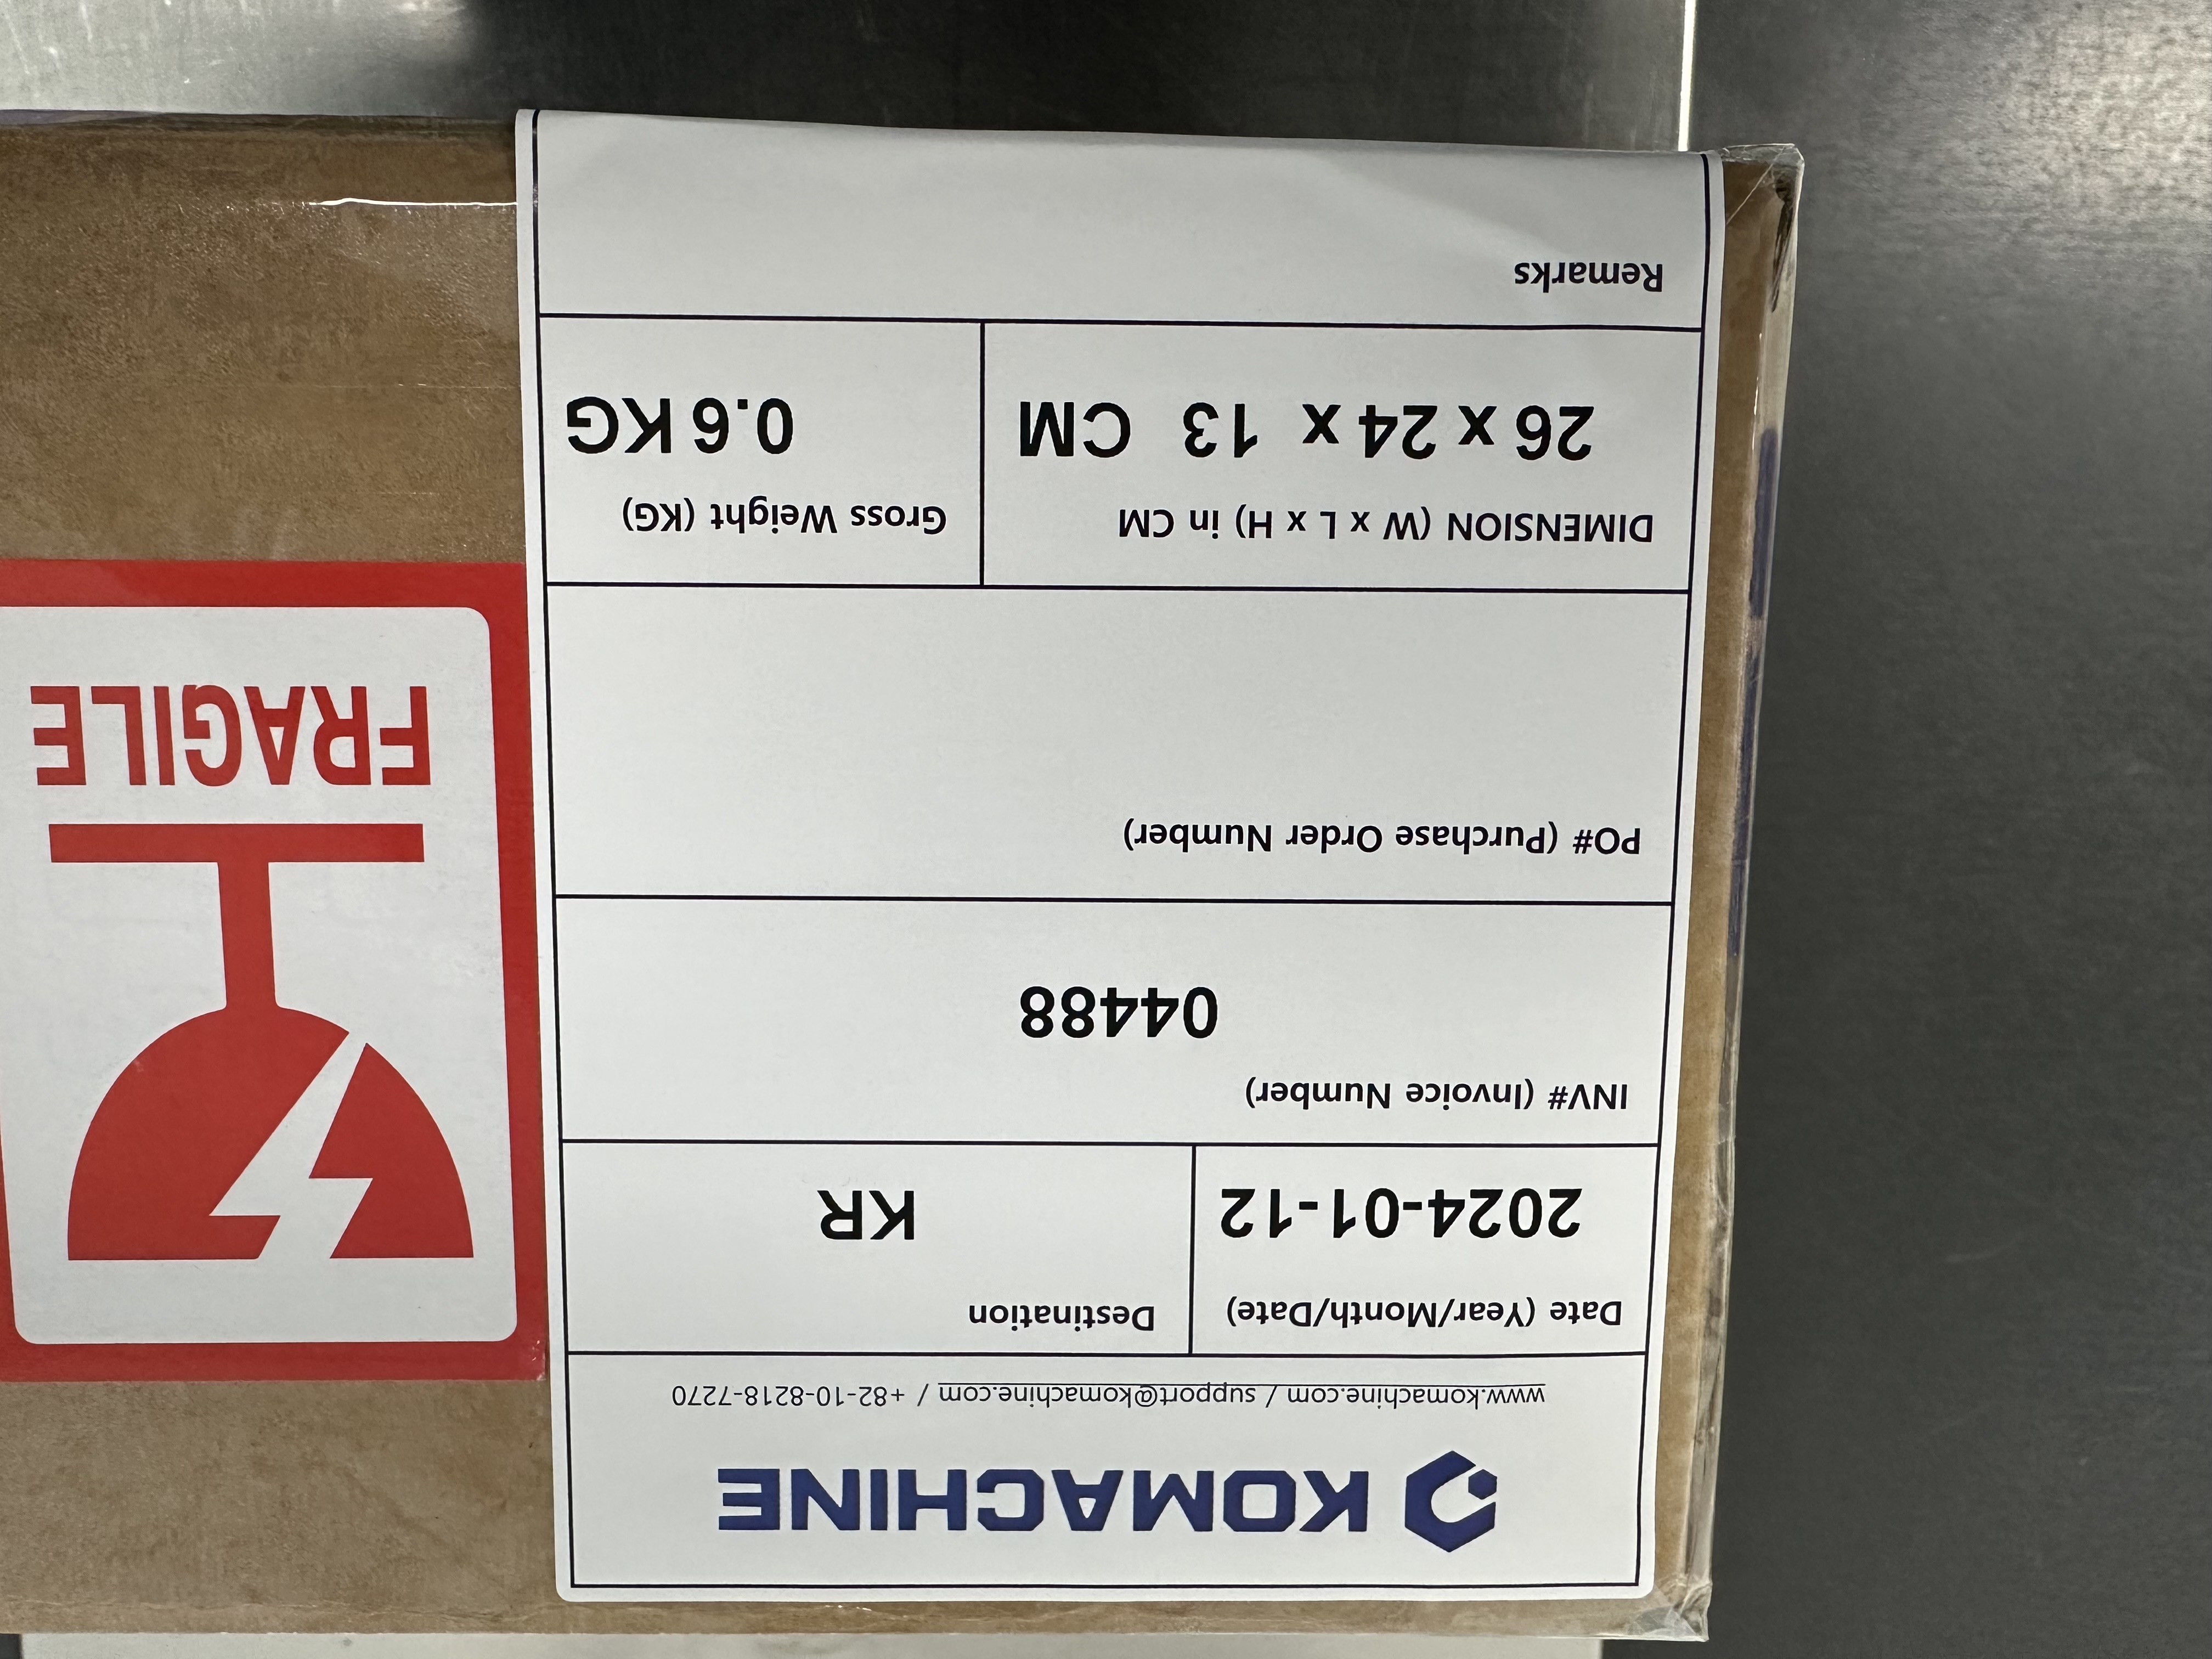 KOMACHINE
www.komachine.com / support@komachine.com / +82-10-8218-7270
Date (Year/Month/Date)
2024-01-12
Destination
KR
INV# (Invoice Number)
04488
PO# (Purchase Order Number)
DIMENSION (W x L x H) in CM
26 x 24 x 13 CM
Gross Weight (KG)
0.6 KG
Remarks
FRAGILE